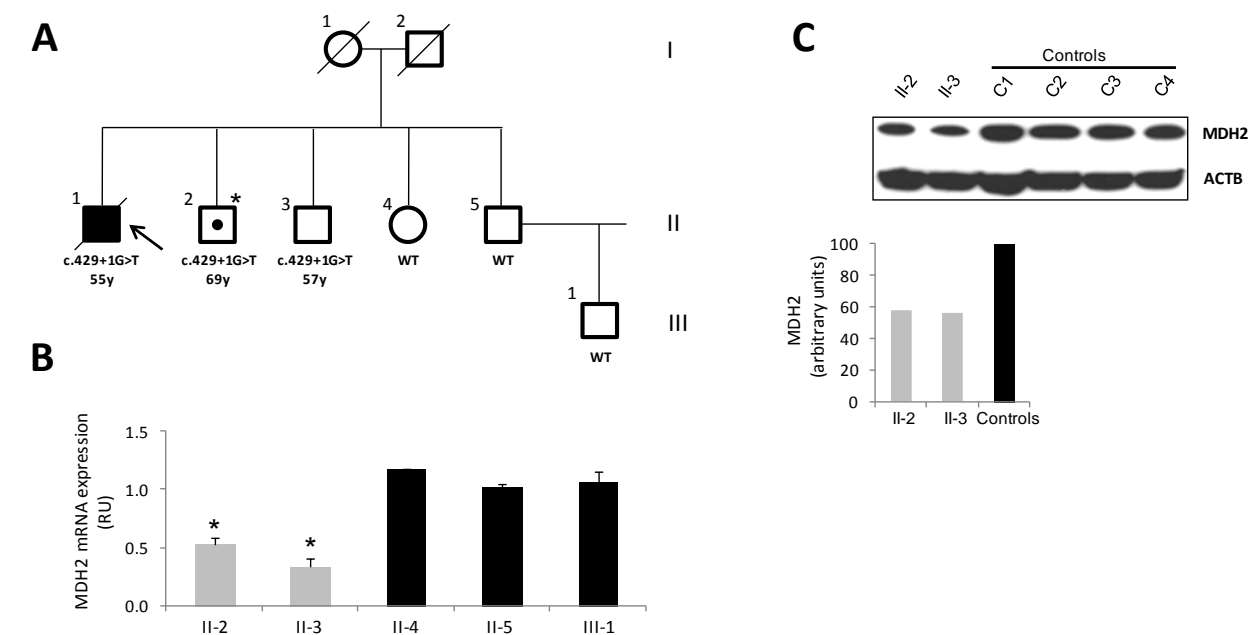 A
1 2
I
1 2 * 3 4 5
II
c.429+1G>T c.429+1G>T c.429+1G>T WT WT
55y 69y 57y
1
III
WT
B
MDH2 mRNA expression
(RU)
1.5
1.0
0.5
0.0
* *
II-2 II-3 II-4 II-5 III-1
C
Controls
II-2 II-3 C1 C2 C3 C4
MDH2
ACTB
MDH2
(arbitrary units)
100
80
60
40
20
0
II-2 II-3 Controls